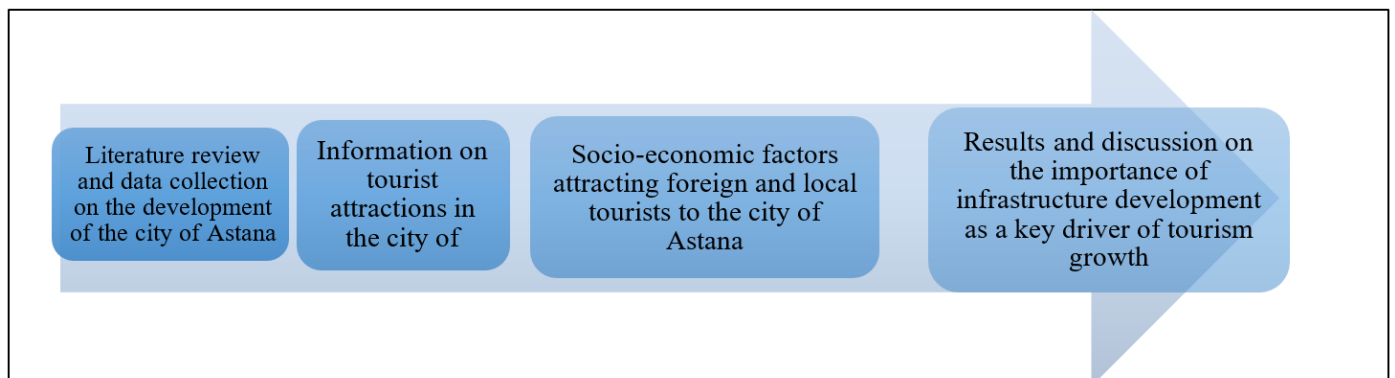 Literature review
and data collection
on the development
of the city of Astana
Information on
tourist
attractions in
the city of
Socio-economic factors
attracting foreign and local
tourists to the city of
Astana
Results and discussion on
the importance of
infrastructure development
as a key driver of tourism
growth